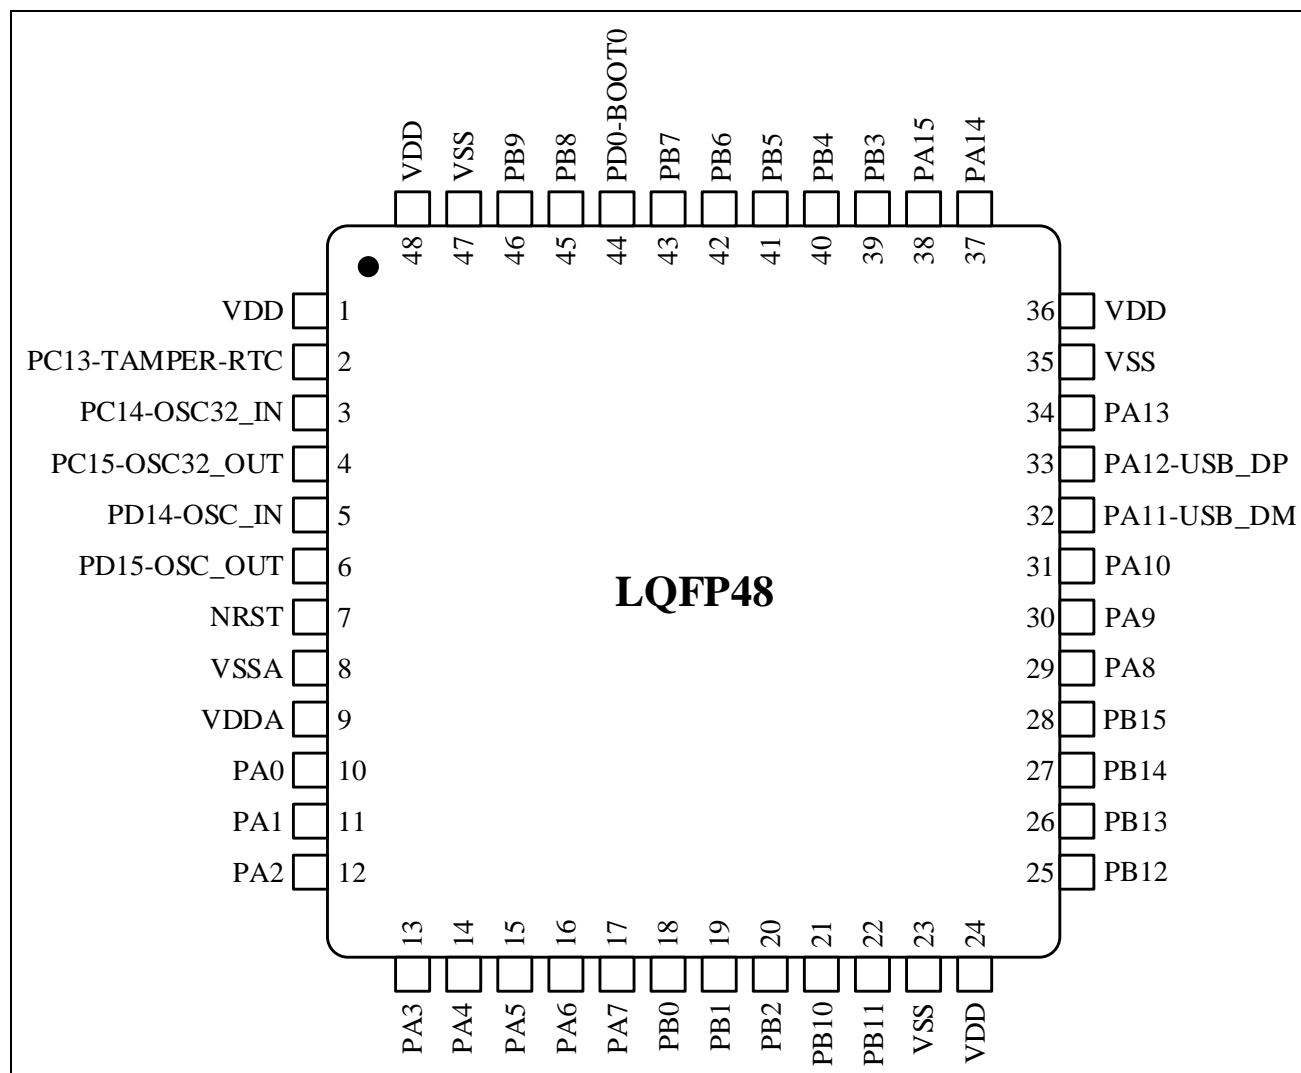 VDD
VSS
PB9
PB8
PD0-BOOT0
PB7
PB6
PB5
PB4
PB3
PA15
PA14
48
47
46
45
44
43
42
41
40
39
38
37
VDD 1
PC13-TAMPER-RTC 2
PC14-OSC32_IN 3
PC15-OSC32_OUT 4
PD14-OSC_IN 5
PD15-OSC_OUT 6
NRST 7
VSSA 8
VDDA 9
PA0 10
PA1 11
PA2 12
LQFP48
36 VDD
35 VSS
34 PA13
33 PA12-USB_DP
32 PA11-USB_DM
31 PA10
30 PA9
29 PA8
28 PB15
27 PB14
26 PB13
25 PB12
13
14
15
16
17
18
19
20
21
22
23
24
PA3
PA4
PA5
PA6
PA7
PB0
PB1
PB2
PB10
PB11
VSS
VDD